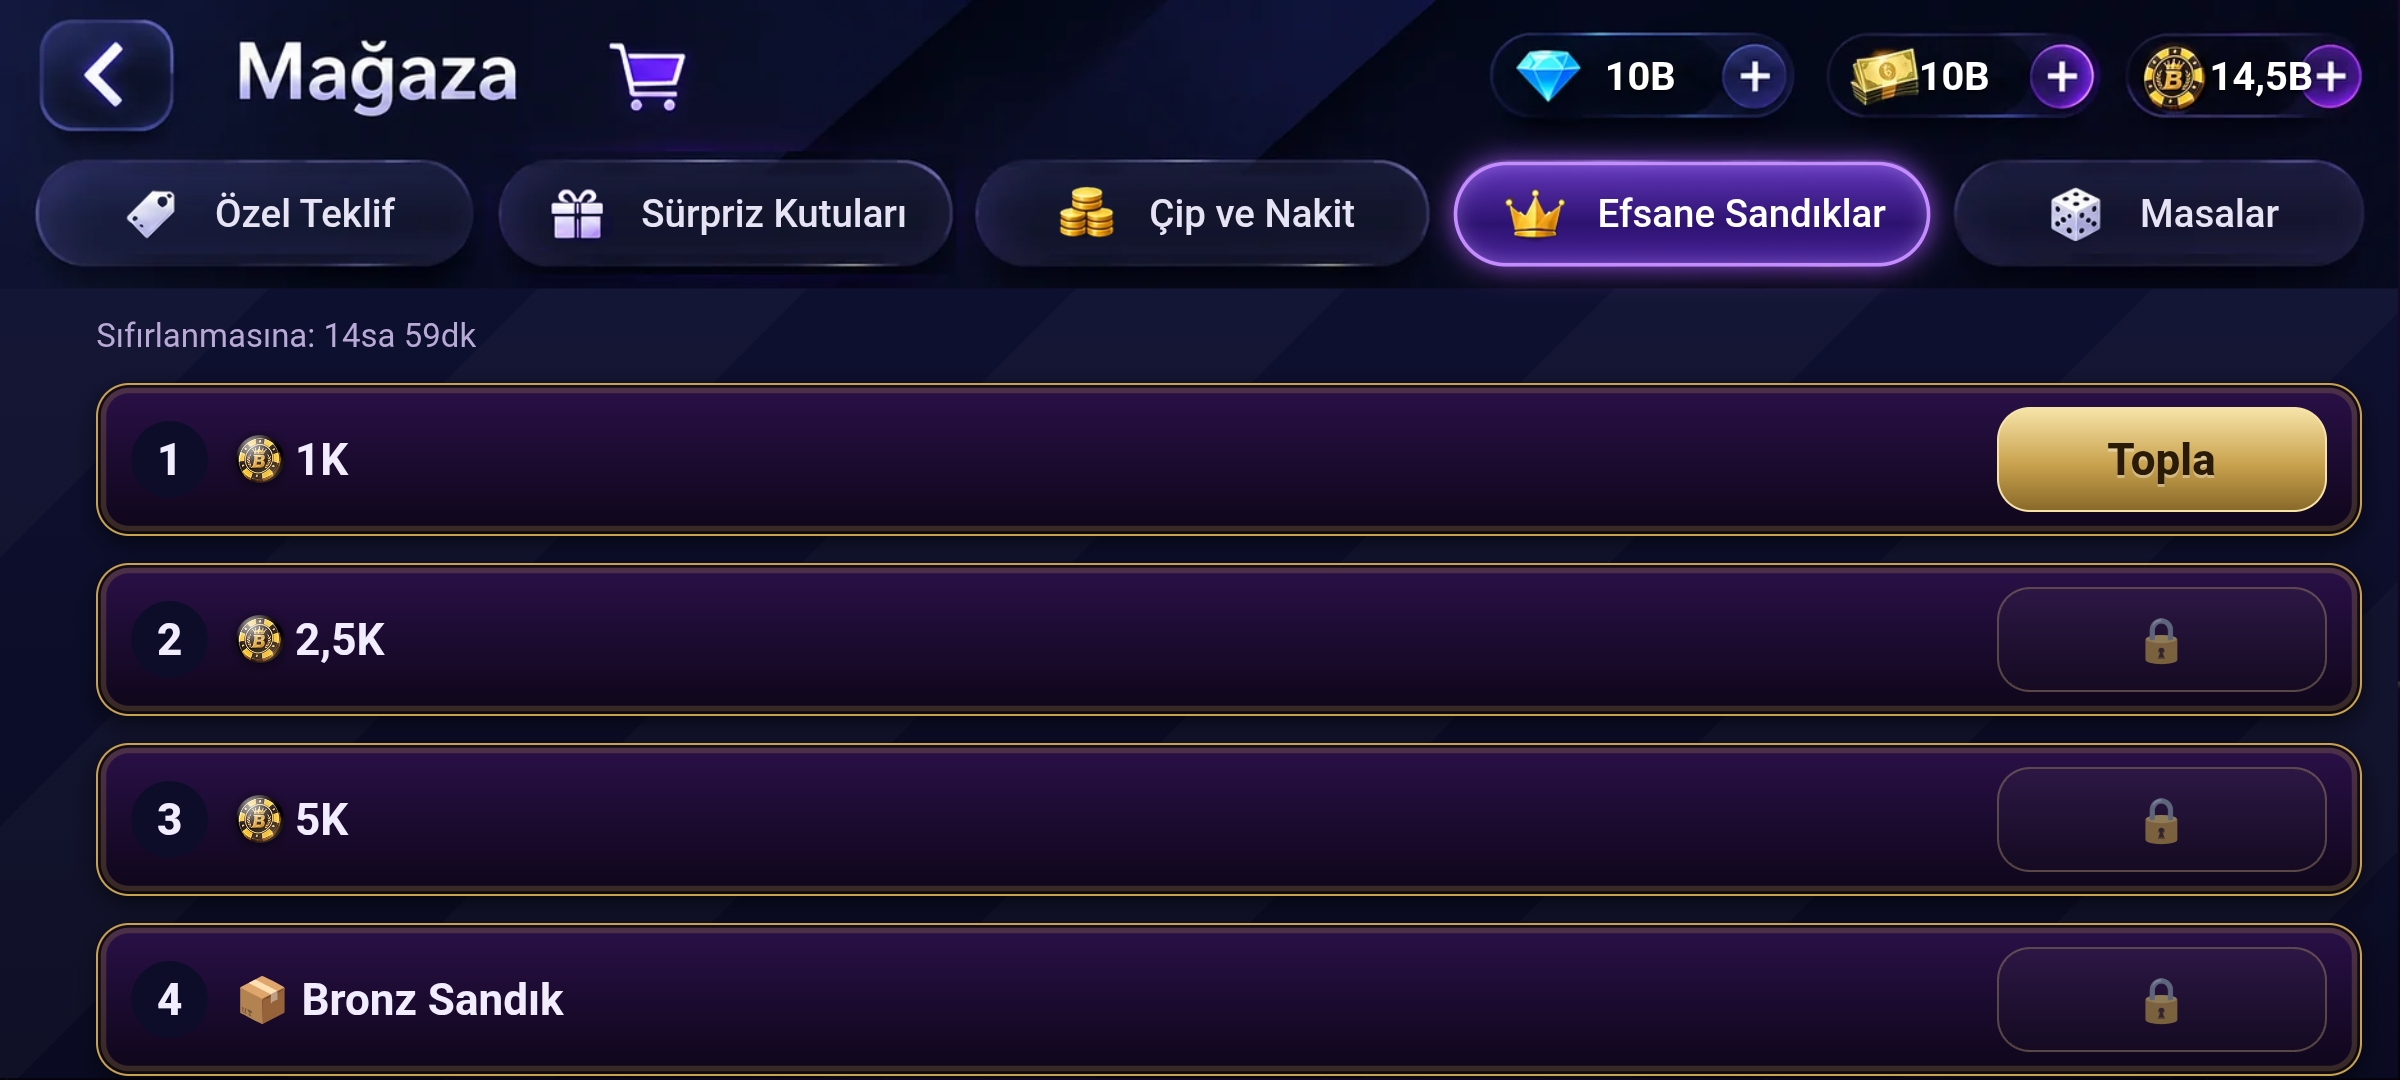 Mağaza
10B
10B
14,5B
Özel Teklif
Sürpriz Kutuları
Çip ve Nakit
Efsane Sandıklar
Masalar
Sıfırlanmasına: 14sa 59dk
1 1K Topla
2 2,5K
3 5K
4 Bronz Sandık